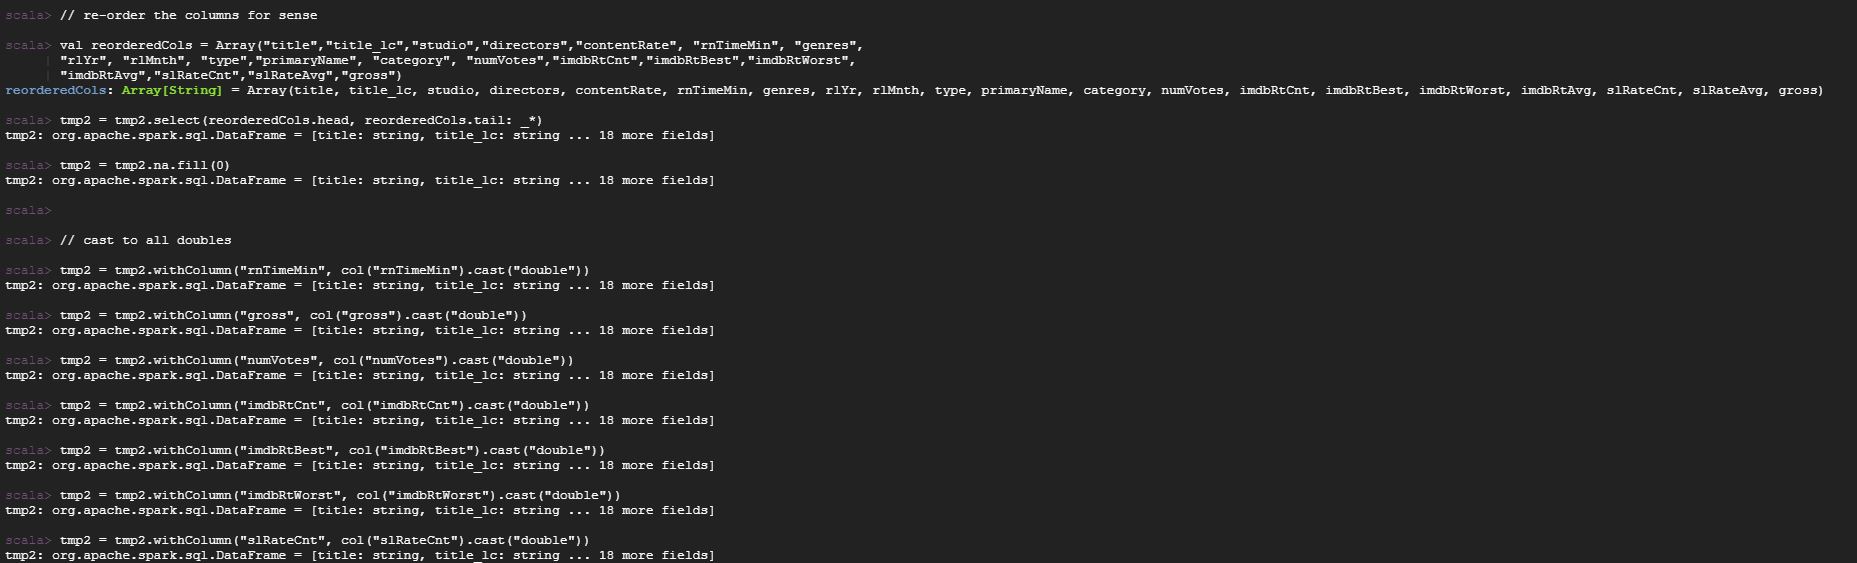 scala> // re-order the columns for sense
scala> val reorderedCols = Array("title","title_lc","studio","directors","contentRate", "rnTimeMin", "genres",
| "rlYr", "rlMnth", "type","primaryName", "category", "numVotes","imdbRtCnt","imdbRtBest","imdbRtWorst",
| "imdbRtAvg","slRateCnt","slRateAvg","gross")
reorderedCols: Array[String] = Array(title, title_lc, studio, directors, contentRate, rnTimeMin, genres, rlYr, rlMnth, type, primaryName, category, numVotes, imdbRtCnt, imdbRtBest, imdbRtWorst, imdbRtAvg, slRateCnt, slRateAvg, gross)
scala> tmp2 = tmp2.select(reorderedCols.head, reorderedCols.tail: _*)
tmp2: org.apache.spark.sql.DataFrame = [title: string, title_lc: string ... 18 more fields]
scala> tmp2 = tmp2.na.fill(0)
tmp2: org.apache.spark.sql.DataFrame = [title: string, title_lc: string ... 18 more fields]
scala>
scala> // cast to all doubles
scala> tmp2 = tmp2.withColumn("rnTimeMin", col("rnTimeMin").cast("double"))
tmp2: org.apache.spark.sql.DataFrame = [title: string, title_lc: string ... 18 more fields]
scala> tmp2 = tmp2.withColumn("gross", col("gross").cast("double"))
tmp2: org.apache.spark.sql.DataFrame = [title: string, title_lc: string ... 18 more fields]
scala> tmp2 = tmp2.withColumn("numVotes", col("numVotes").cast("double"))
tmp2: org.apache.spark.sql.DataFrame = [title: string, title_lc: string ... 18 more fields]
scala> tmp2 = tmp2.withColumn("imdbRtCnt", col("imdbRtCnt").cast("double"))
tmp2: org.apache.spark.sql.DataFrame = [title: string, title_lc: string ... 18 more fields]
scala> tmp2 = tmp2.withColumn("imdbRtBest", col("imdbRtBest").cast("double"))
tmp2: org.apache.spark.sql.DataFrame = [title: string, title_lc: string ... 18 more fields]
scala> tmp2 = tmp2.withColumn("imdbRtWorst", col("imdbRtWorst").cast("double"))
tmp2: org.apache.spark.sql.DataFrame = [title: string, title_lc: string ... 18 more fields]
scala> tmp2 = tmp2.withColumn("slRateCnt", col("slRateCnt").cast("double"))
tmp2: org.apache.spark.sql.DataFrame = [title: string, title_lc: string ... 18 more fields]